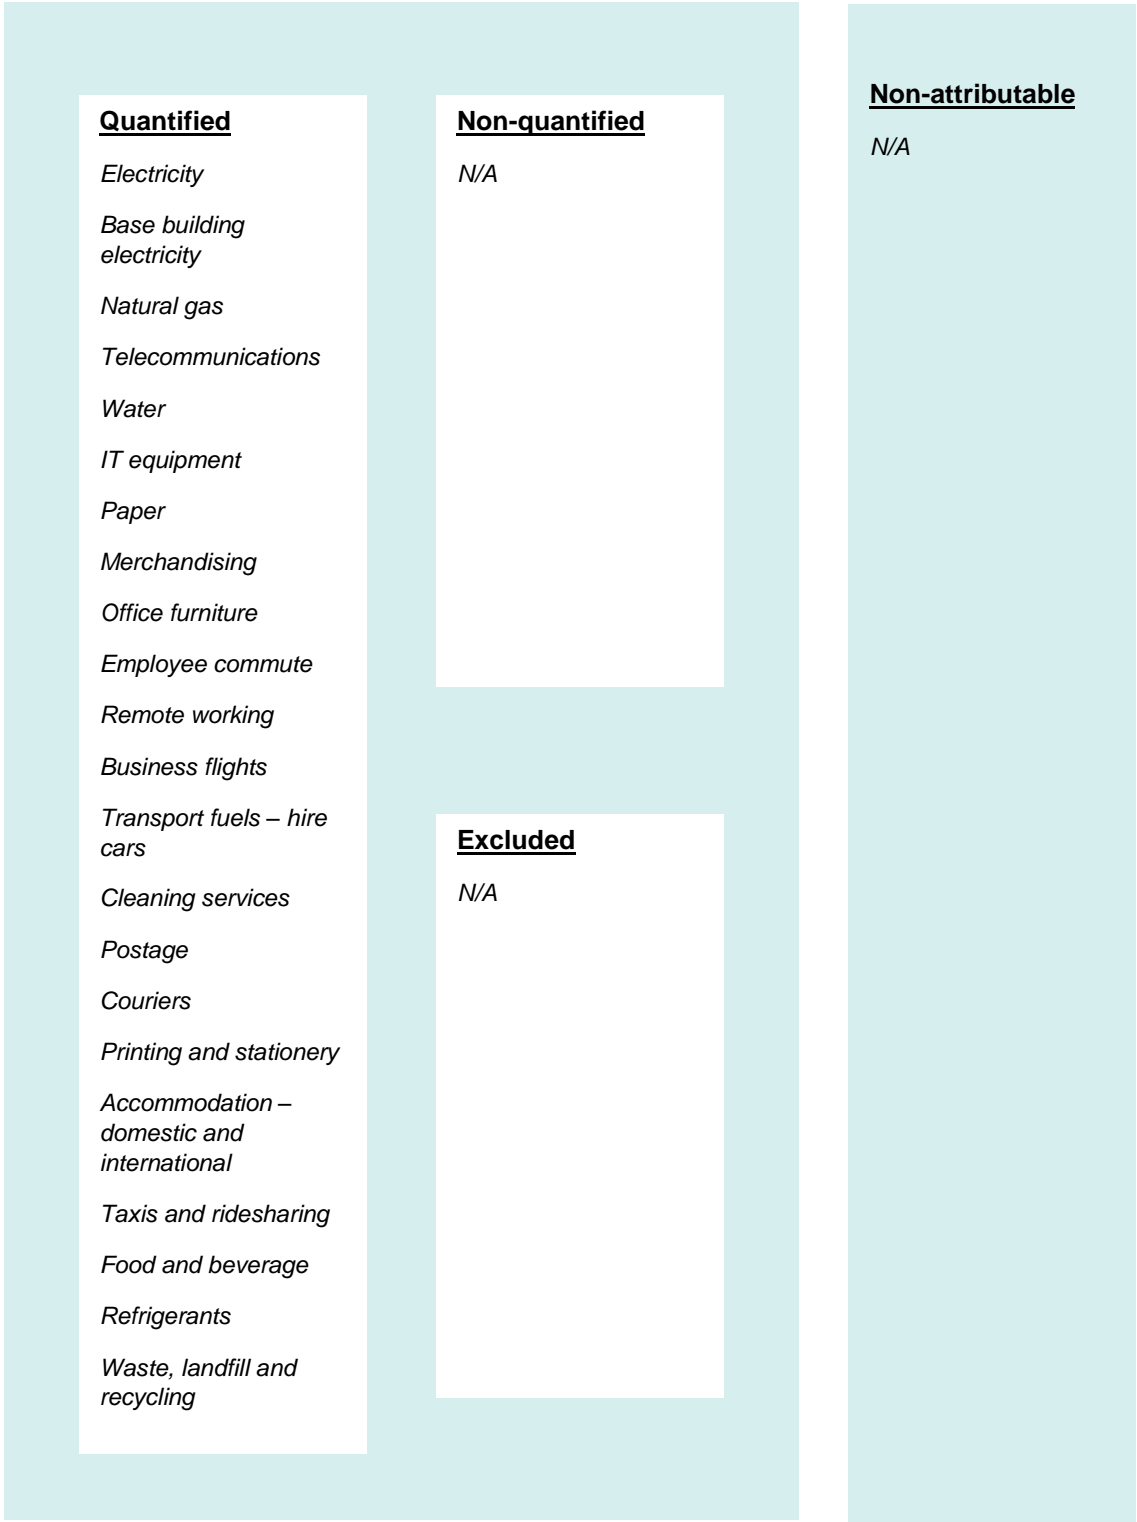 Quantified
Electricity
Base building
electricity
Natural gas
Telecommunications
Water
IT equipment
Paper
Merchandising
Office furniture
Employee commute
Remote working
Business flights
Transport fuels – hire
cars
Cleaning services
Postage
Couriers
Printing and stationery
Accommodation –
domestic and
international
Taxis and ridesharing
Food and beverage
Refrigerants
Waste, landfill and
recycling
Non-quantified
N/A
Excluded
N/A
Non-attributable
N/A